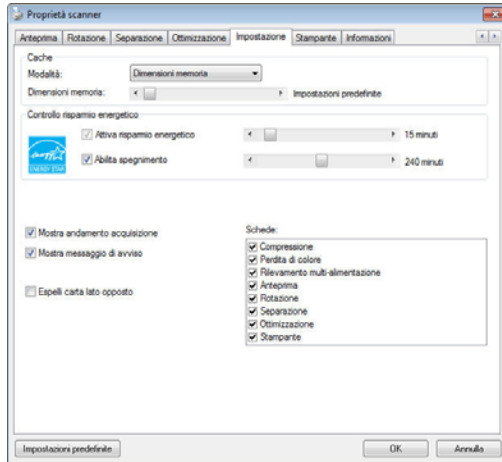 Proprietà scanner
Anteprima Rotazione Separazione Ottimizzazione Impostazione Stampante Informazioni
Cache
Modalità: Dimensioni memoria
Dimensioni memoria: Impostazioni predefinite
Controllo risparmio energetico
Attiva risparmio energetico 15 minuti
Abilita spegnimento 240 minuti
energy
ENERGY STAR
Mostra andamento acquisizione
Mostra messaggio di avviso
Espelli carta lato opposto
Schede:
Compressione
Perdita di colore
Rilevamento multi-alimentazione
Anteprima
Rotazione
Separazione
Ottimizzazione
Stampante
Impostazioni predefinite OK Annulla